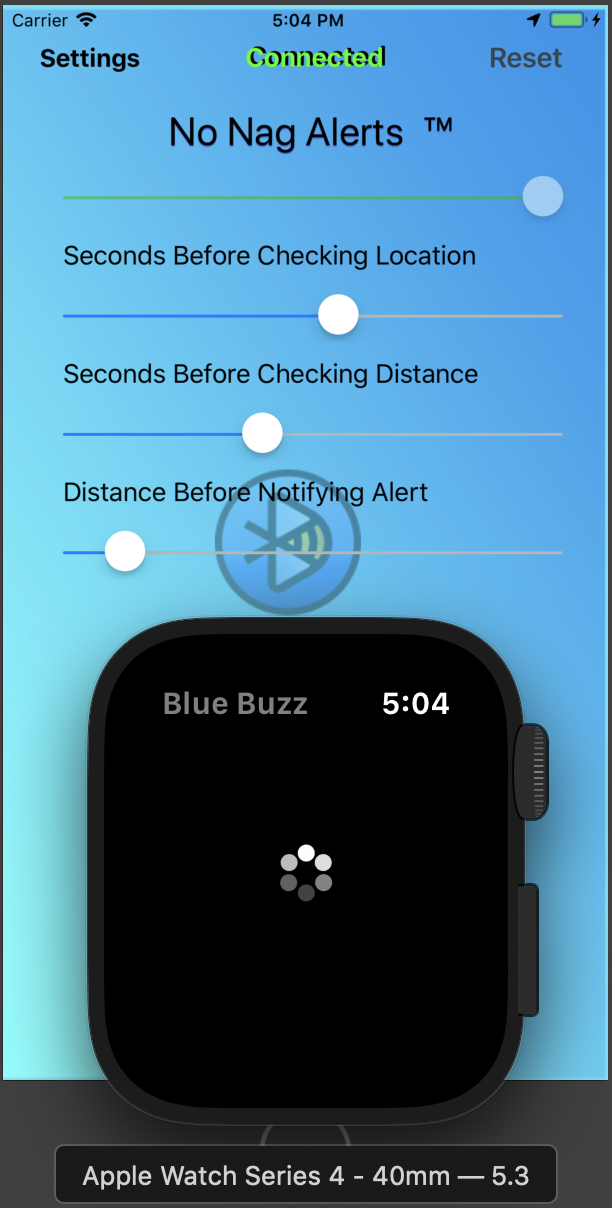 Carrier 5:04 PM
Settings Connected Reset
No Nag Alerts ™
Seconds Before Checking Location
Seconds Before Checking Distance
Distance Before Notifying Alert
Blue Buzz 5:04
Apple Watch Series 4 - 40mm — 5.3